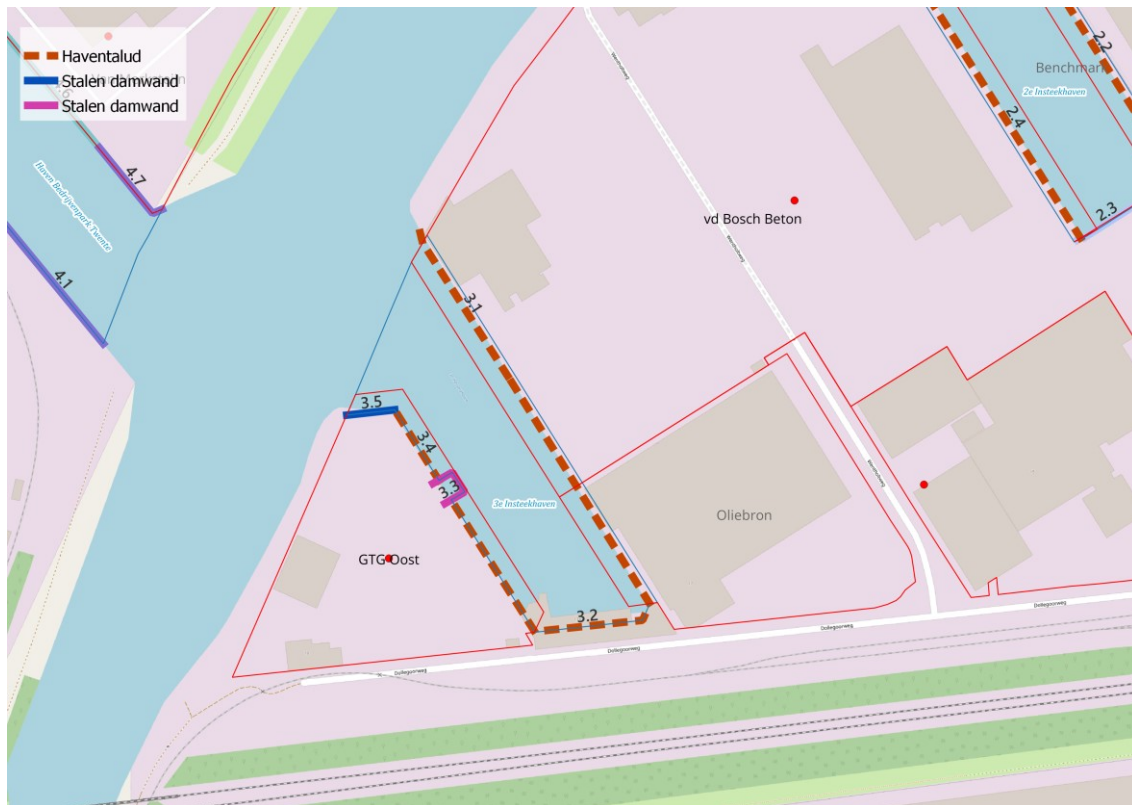 Haventalud
Stalen damwand
Stalen damwand
4.7
Haven Bedrijvenpark Twente
4.1
2.2
Benchmark
2e Insteekhaven
2.4
2.3
vd Bosch Beton
3.1
3.5
3.4
3.3
3e Insteekhaven
Oliebron
GTG Oost
3.2
Dollegoorweg
Dollegoorweg
Dollegoorweg
Dollegoorweg